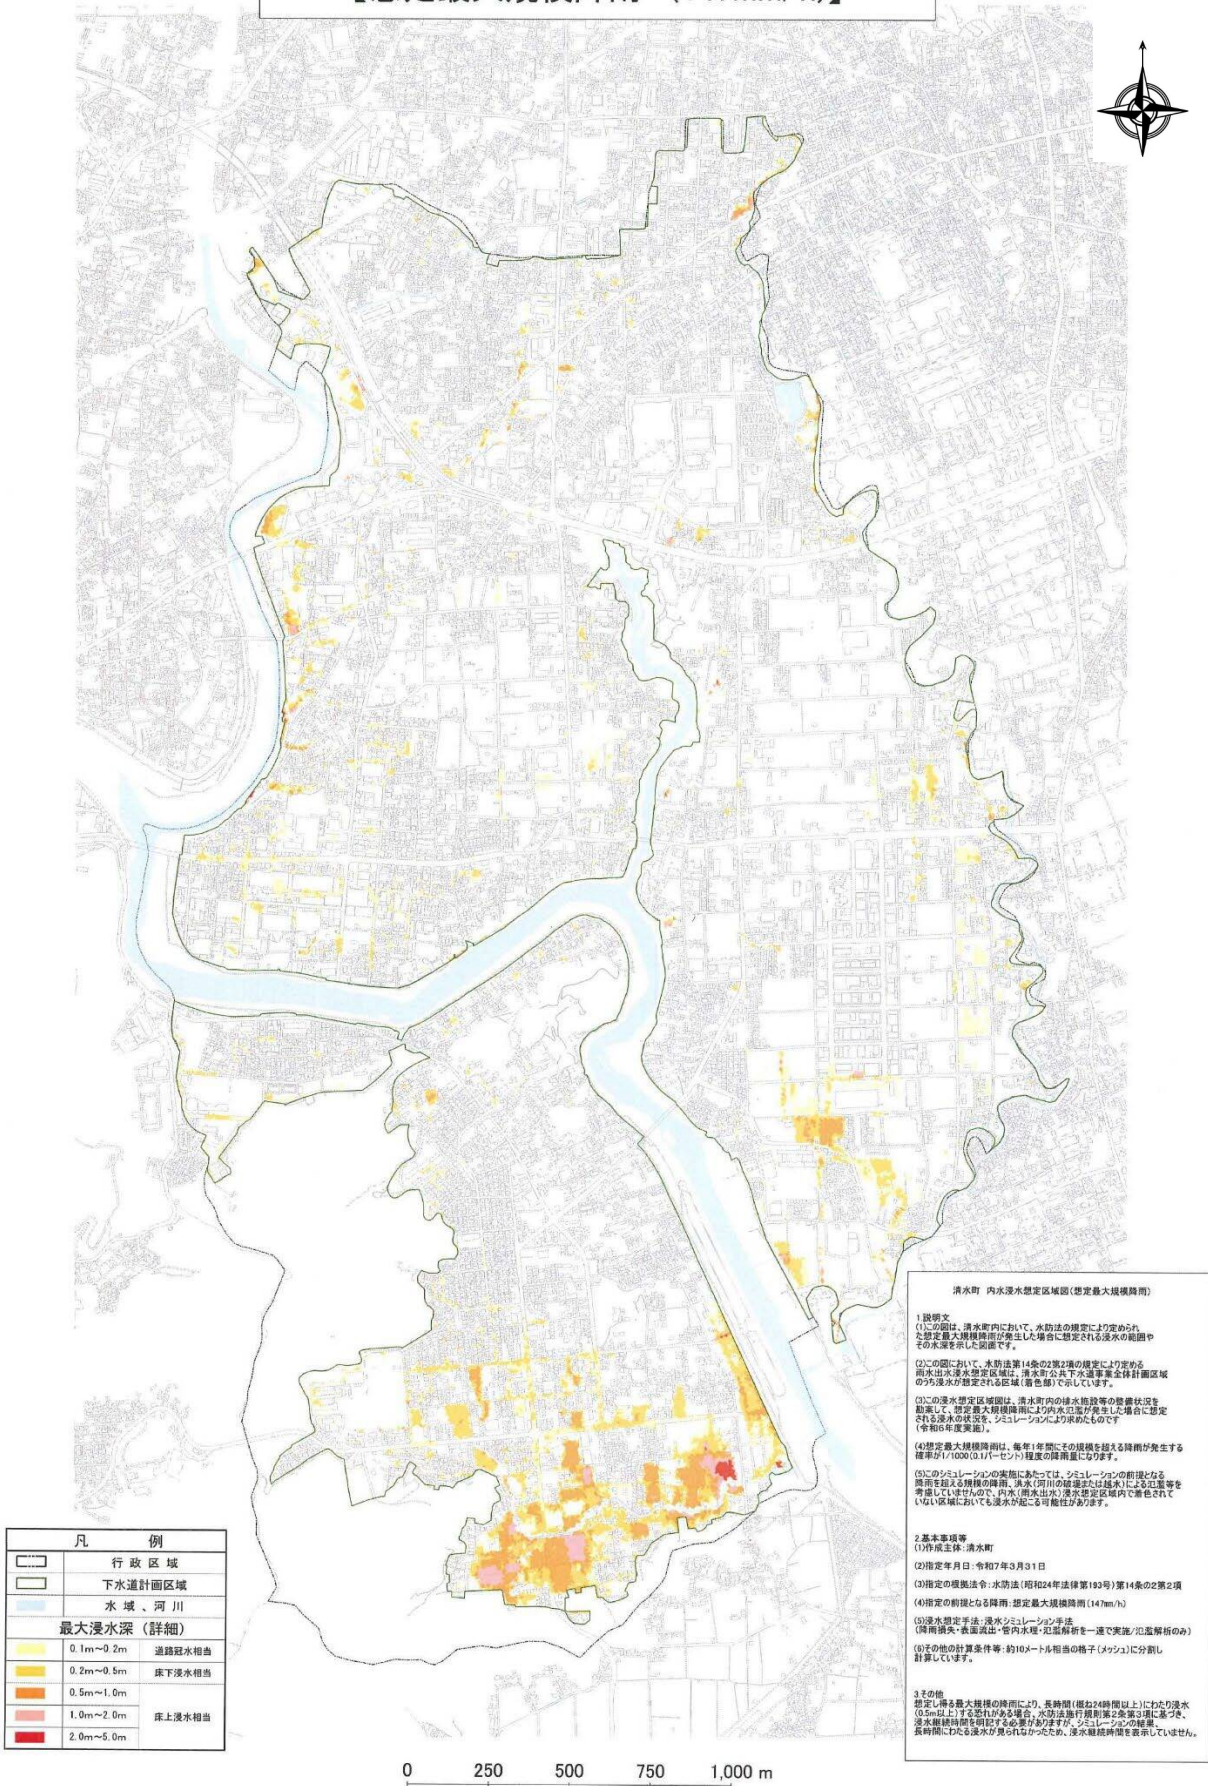 清水町 内水浸水想定区域図(想定最大規模降雨)
1.説明文
(1)この図は、清水町内において、水防法の規定により定められ
た想定最大規模降雨が発生した場合に想定される浸水の範囲や
その水深を示した図面です。
(2)この図において、水防法第14条の2第2項の規定により定める
雨水出水浸水想定区域は、清水町公共下水道事業全体計画区域
のうち浸水が想定される区域(着色部)で示しています。
(3)この浸水想定区域図は、清水町内の排水施設等の整備状況を
勘案して、想定最大規模降雨により内水氾濫が発生した場合に想定
される浸水の状況を、シミュレーションにより求めたものです
(令和6年度実施)。
(4)想定最大規模降雨は、毎年1年間にその規模を超える降雨が発生する
確率が1/1000(0.1パーセント)程度の降雨量になります。
(5)このシミュレーションの実施にあたっては、シミュレーションの前提となる
降雨を超える規模の降雨、洪水(河川の破堤または越水)による氾濫等を
考慮していませんので、内水(雨水出水)浸水想定区域内で着色されて
いない区域においても浸水が起こる可能性があります。
2.基本事項等
(1)作成主体:清水町
(2)指定年月日:令和7年3月31日
(3)指定の根拠法令:水防法(昭和24年法律第193号)第14条の2第2項
(4)指定の前提となる降雨:想定最大規模降雨(147mm/h)
(5)浸水想定手法:浸水シミュレーション手法
(降雨損失・表面流出・管内水理・氾濫解析を一連で実施/氾濫解析のみ)
(6)その他の計算条件等:約10メートル相当の格子(メッシュ)に分割し
計算しています。
3.その他
想定し得る最大規模の降雨により、長時間(概ね24時間以上)にわたり浸水
(0.5m以上)する恐れがある場合、水防法施行規則第2条第3項に基づき、
浸水継続時間を明記する必要がありますが、シミュレーションの結果、
長時間にわたる浸水が見られなかったため、浸水継続時間を表示していません。
凡 例
行政区域
下水道計画区域
水域、河川
最大浸水深(詳細)
0.1m~0.2m 道路冠水相当
0.2m~0.5m 床下浸水相当
0.5m~1.0m
1.0m~2.0m 床上浸水相当
2.0m~5.0m
0 250 500 750 1,000 m